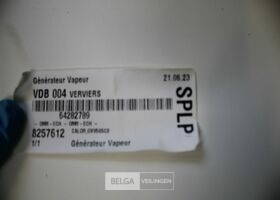 Générateur Vapeur 21.06.23
VDB 004 VERVIERS
64282789
SPLP
8257612
1/1 Générateur Vapeur
BELGA VEILINGEN